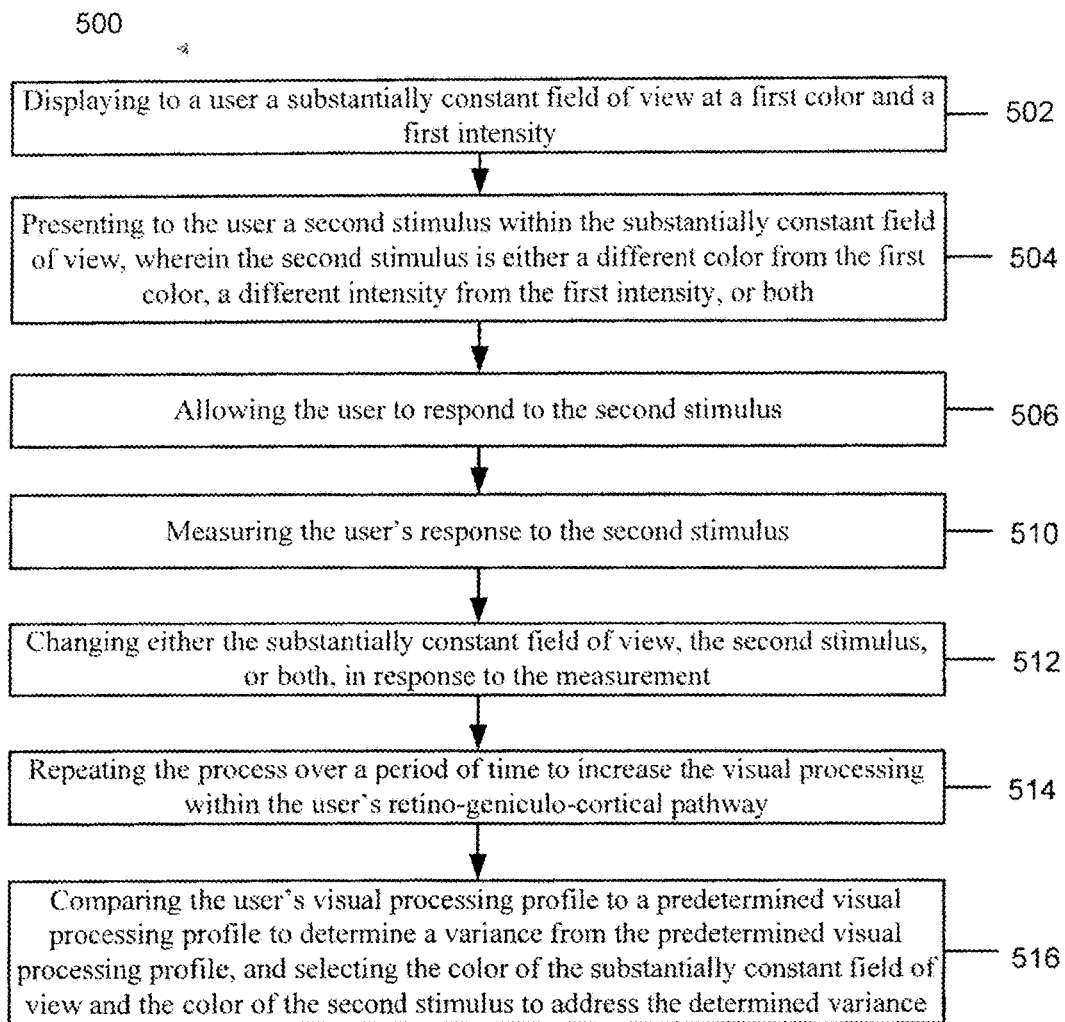 500
Displaying to a user a substantially constant field of view at a first color and a
first intensity
502
Presenting to the user a second stimulus within the substantially constant field
of view, wherein the second stimulus is either a different color from the first
color, a different intensity from the first intensity, or both
504
Allowing the user to respond to the second stimulus
506
Measuring the user's response to the second stimulus
510
Changing either the substantially constant field of view, the second stimulus,
or both, in response to the measurement
512
Repeating the process over a period of time to increase the visual processing
within the user's retino-geniculo-cortical pathway
514
Comparing the user's visual processing profile to a predetermined visual
processing profile to determine a variance from the predetermined visual
processing profile, and selecting the color of the substantially constant field of
view and the color of the second stimulus to address the determined variance
516